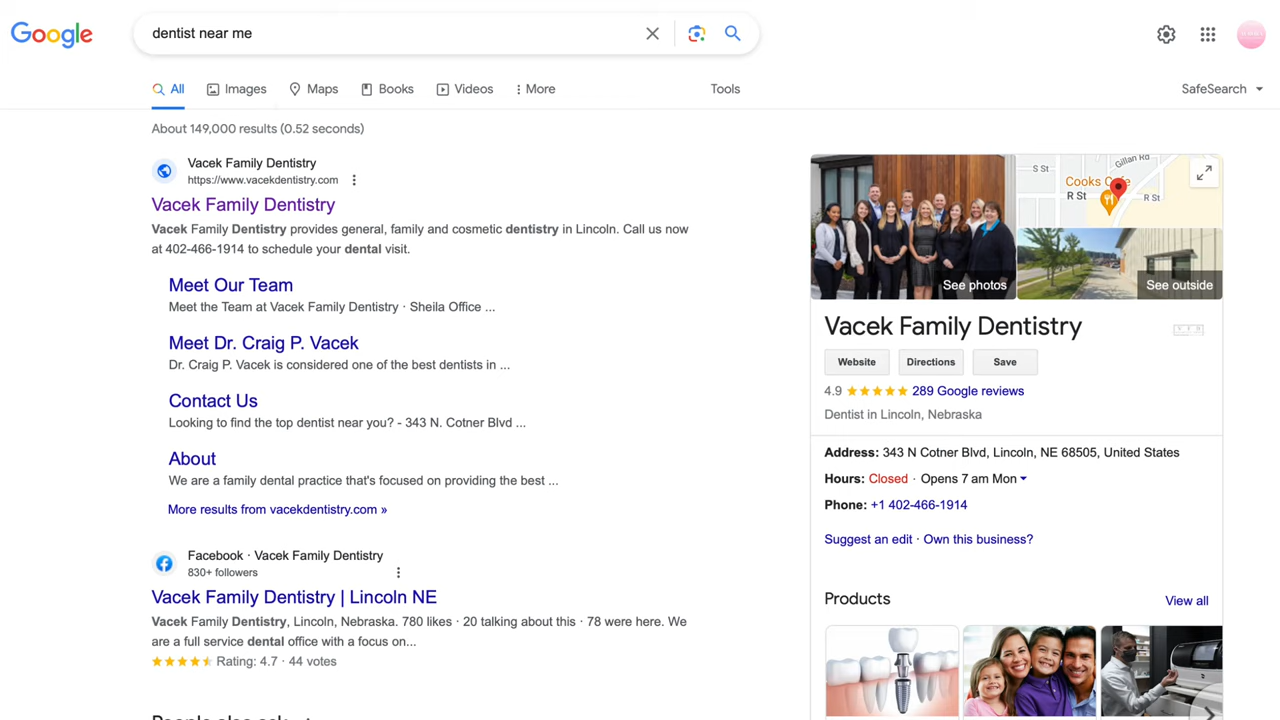 Google
dentist near me
All
Images
Maps
Books
Videos
More
Tools
SafeSearch
About 149,000 results (0.52 seconds)
Vacek Family Dentistry
https://www.vacekdentistry.com
Vacek Family Dentistry
Vacek Family Dentistry provides general, family and cosmetic dentistry in Lincoln. Call us now
at 402-466-1914 to schedule your dental visit.
Meet Our Team
Meet the Team at Vacek Family Dentistry · Sheila Office ...
Meet Dr. Craig P. Vacek
Dr. Craig P. Vacek is considered one of the best dentists in ...
Contact Us
Looking to find the top dentist near you? - 343 N. Cotner Blvd ...
About
We are a family dental practice that's focused on providing the best ...
More results from vacekdentistry.com »
Facebook · Vacek Family Dentistry
830+ followers
Vacek Family Dentistry | Lincoln NE
Vacek Family Dentistry, Lincoln, Nebraska. 780 likes · 20 talking about this · 78 were here. We
are a full service dental office with a focus on...
Rating: 4.7 · 44 votes
People also ask
Gillan Rd
S St
Cooks Cafe
R St
R St
See photos
See outside
Vacek Family Dentistry
Website
Directions
Save
4.9
289 Google reviews
Dentist in Lincoln, Nebraska
Address: 343 N Cotner Blvd, Lincoln, NE 68505, United States
Hours: Closed · Opens 7 am Mon
Phone: +1 402-466-1914
Suggest an edit · Own this business?
Products
View all